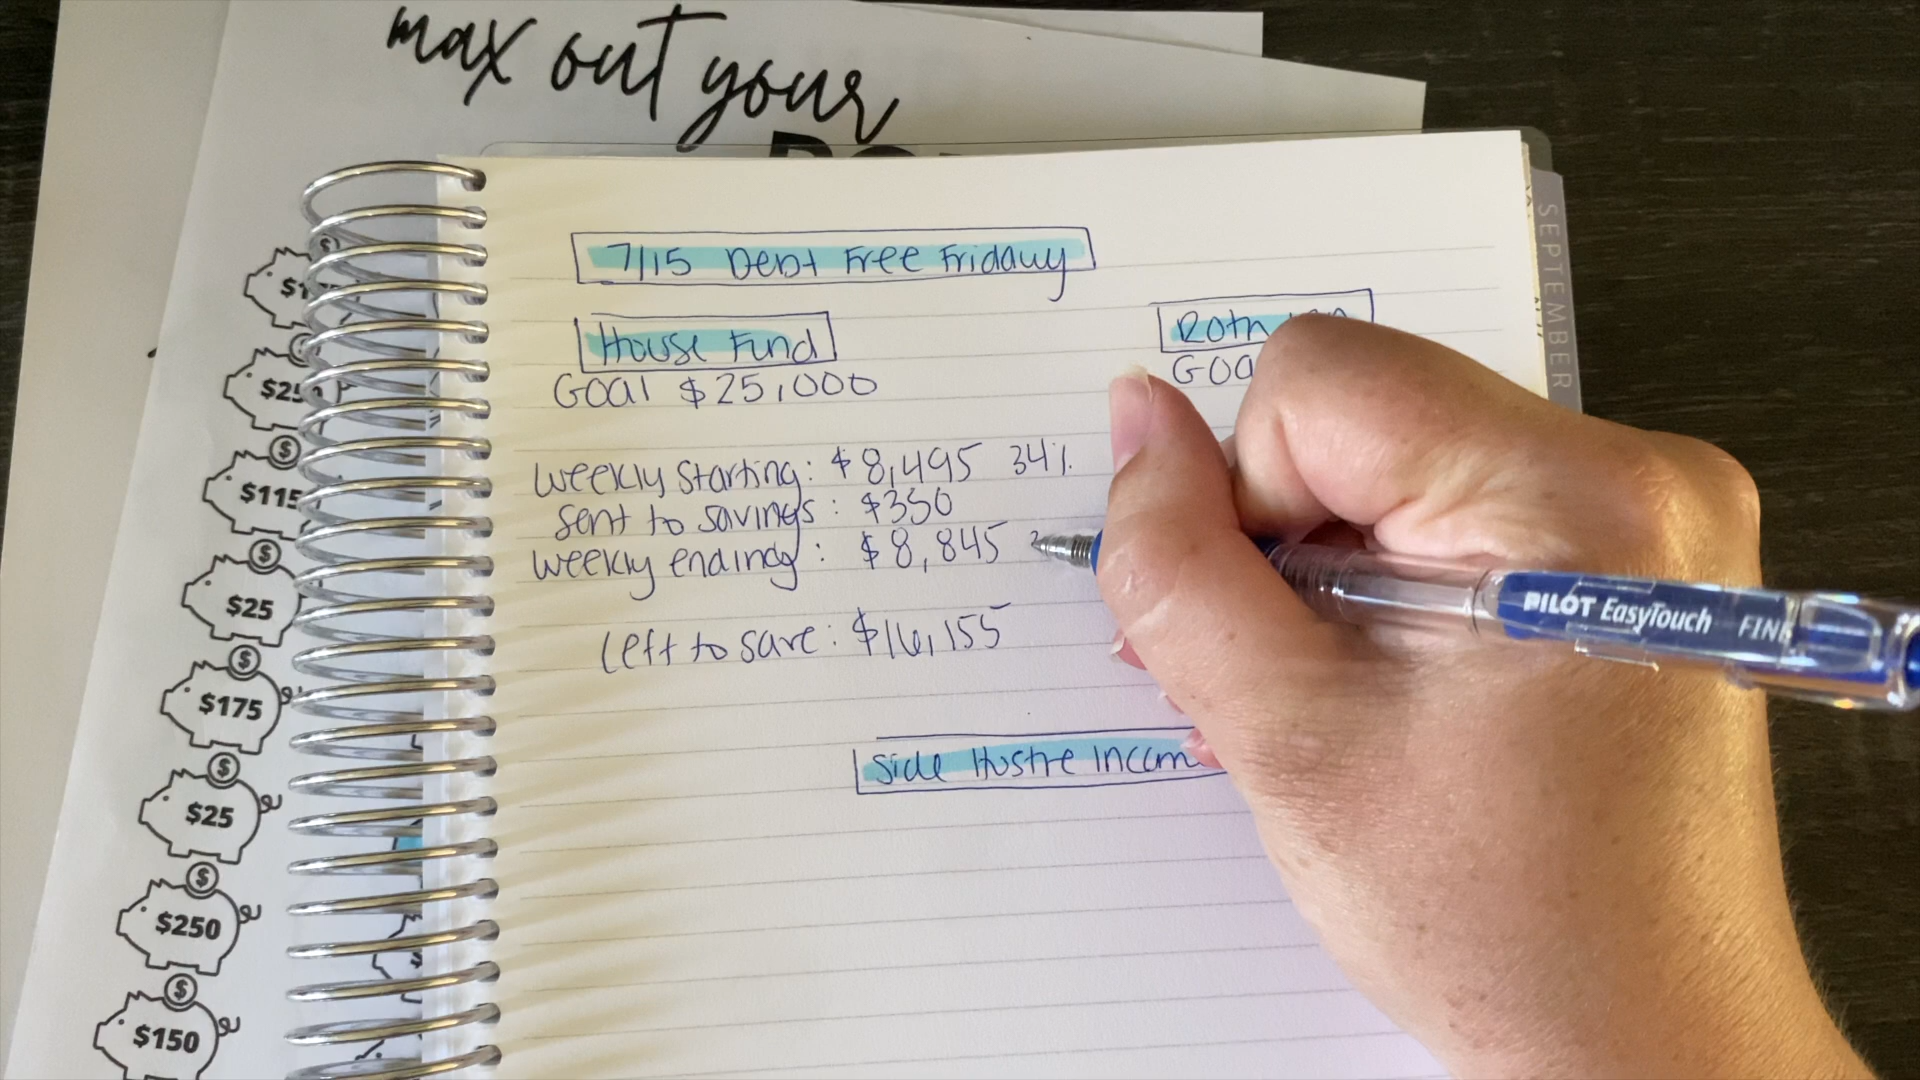 max out your
7/15 Debt Free Friday
House Fund
Goal $25,000
Roth
Weekly Starting: $8,495 34%
Sent to savings: $350
Weekly ending: $8,845
Left to save: $16,155
Side Hustle
$115
$25
$175
$25
$250
$150
PILOT EasyTouch FINE
SEPTEMBER